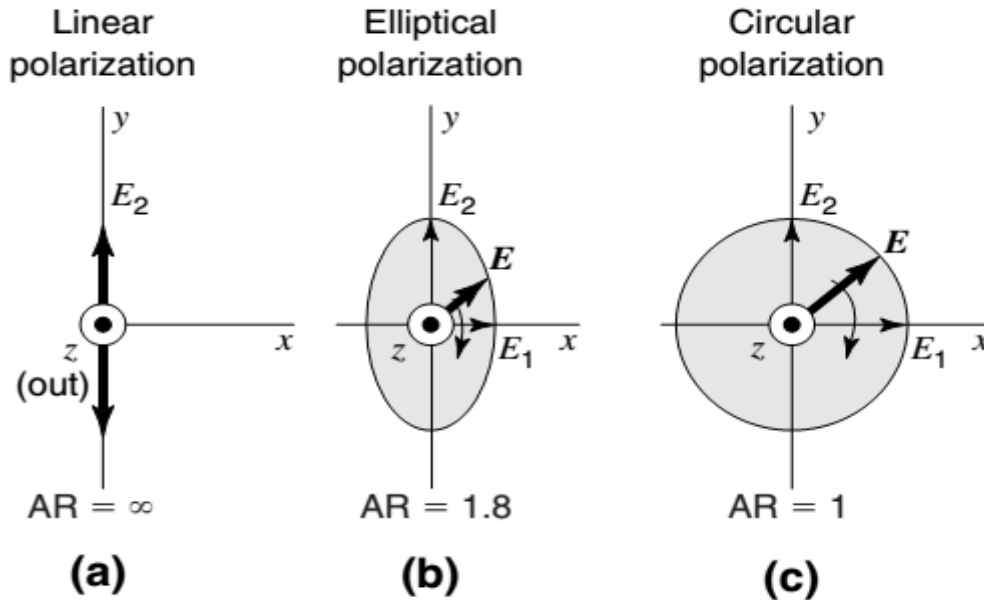 Linear
polarization
y
E₂
z
(out)
x
AR = ∞
(a)
Elliptical
polarization
y
E₂
E
z
E₁
x
AR = 1.8
(b)
Circular
polarization
y
E₂
E
z
E₁
x
AR = 1
(c)